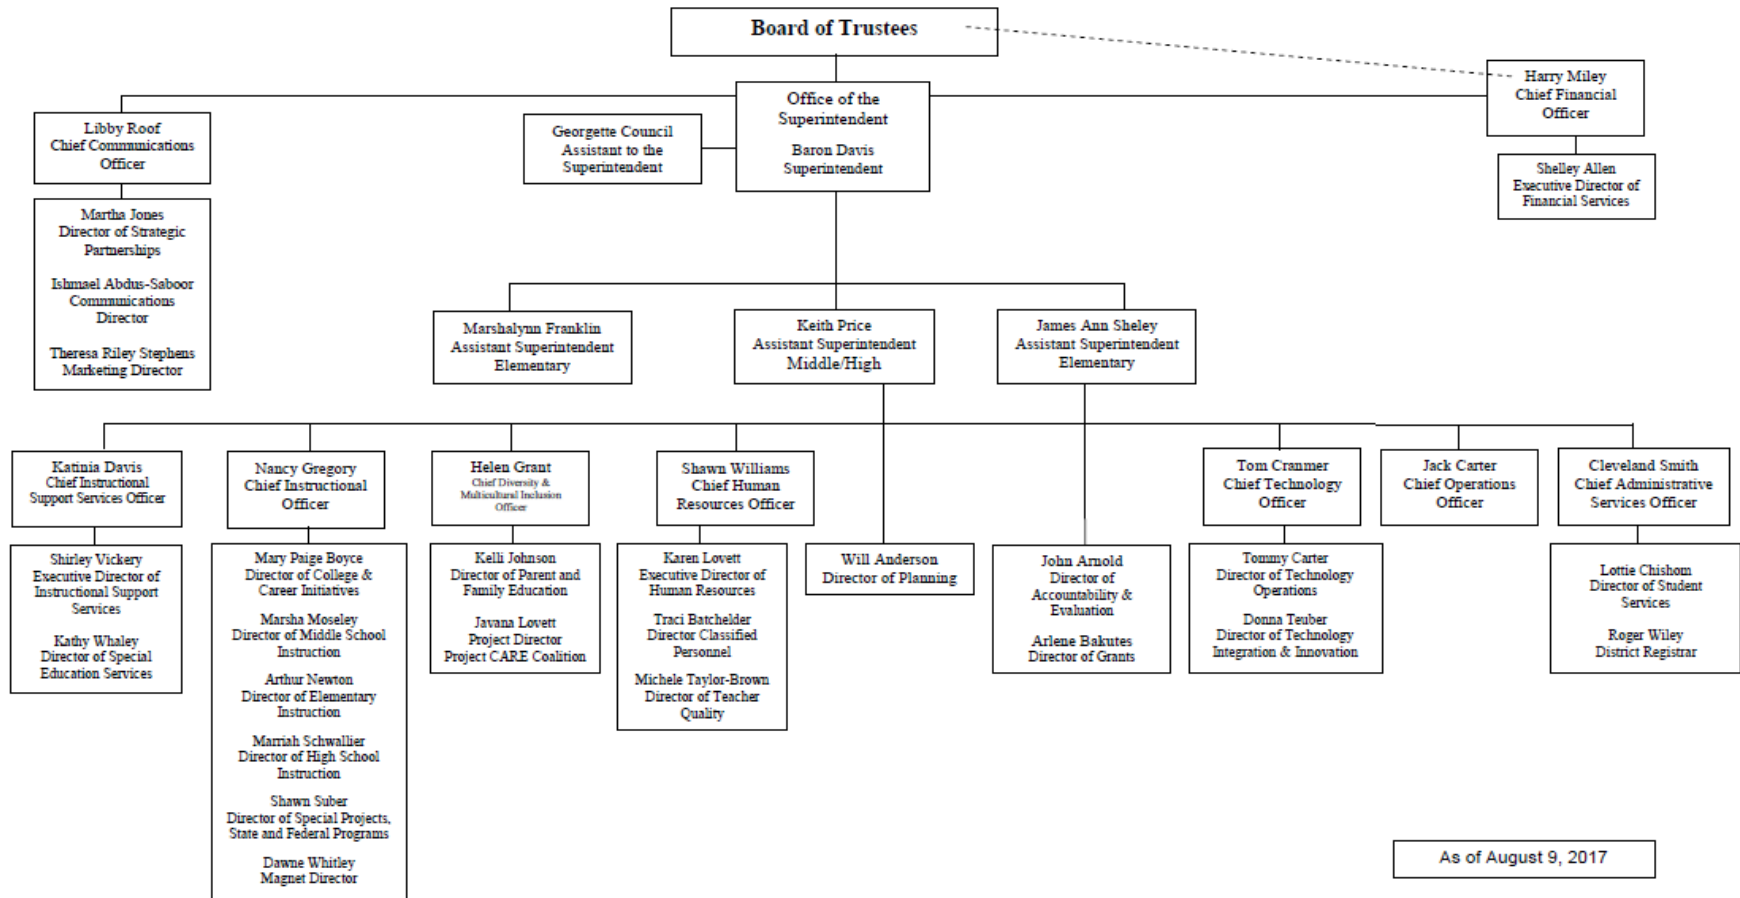 Board of Trustees
Office of the
Superintendent
Baron Davis
Superintendent
Georgette Council
Assistant to the
Superintendent
Harry Miley
Chief Financial
Officer
Shelley Allen
Executive Director of
Financial Services
Libby Roof
Chief Communications
Officer
Martha Jones
Director of Strategic
Partnerships
Ishmael Abdus-Saboor
Communications
Director
Theresa Riley Stephens
Marketing Director
Marshalynn Franklin
Assistant Superintendent
Elementary
Keith Price
Assistant Superintendent
Middle/High
James Ann Sheley
Assistant Superintendent
Elementary
Katinia Davis
Chief Instructional
Support Services Officer
Nancy Gregory
Chief Instructional
Officer
Helen Grant
Chief Diversity &
Multicultural Inclusion
Officer
Shawn Williams
Chief Human
Resources Officer
Tom Cranmer
Chief Technology
Officer
Jack Carter
Chief Operations
Officer
Cleveland Smith
Chief Administrative
Services Officer
Shirley Vickery
Executive Director of
Instructional Support
Services
Kathy Whaley
Director of Special
Education Services
Mary Paige Boyce
Director of College &
Career Initiatives
Marsha Moseley
Director of Middle School
Instruction
Arthur Newton
Director of Elementary
Instruction
Marriah Schwallier
Director of High School
Instruction
Shawn Suber
Director of Special Projects,
State and Federal Programs
Dawne Whitley
Magnet Director
Kelli Johnson
Director of Parent and
Family Education
Javana Lovett
Project Director
Project CARE Coalition
Karen Lovett
Executive Director of
Human Resources
Traci Batchelder
Director Classified
Personnel
Michele Taylor-Brown
Director of Teacher
Quality
Will Anderson
Director of Planning
John Arnold
Director of
Accountability &
Evaluation
Arlene Bakutes
Director of Grants
Tommy Carter
Director of Technology
Operations
Donna Teuber
Director of Technology
Integration & Innovation
Lottie Chishom
Director of Student
Services
Roger Wiley
District Registrar
As of August 9, 2017